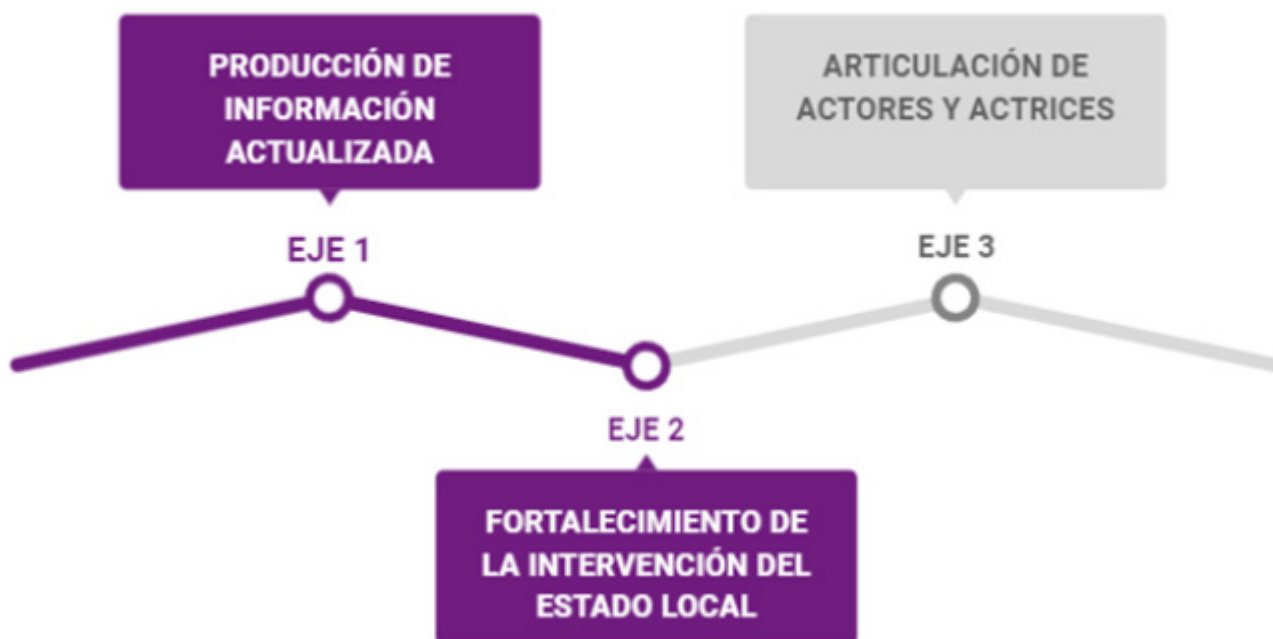 PRODUCCIÓN DE
INFORMACIÓN
ACTUALIZADA
EJE 1
EJE 2
FORTALECIMIENTO DE
LA INTERVENCIÓN DEL
ESTADO LOCAL
ARTICULACIÓN DE
ACTORES Y ACTRICES
EJE 3